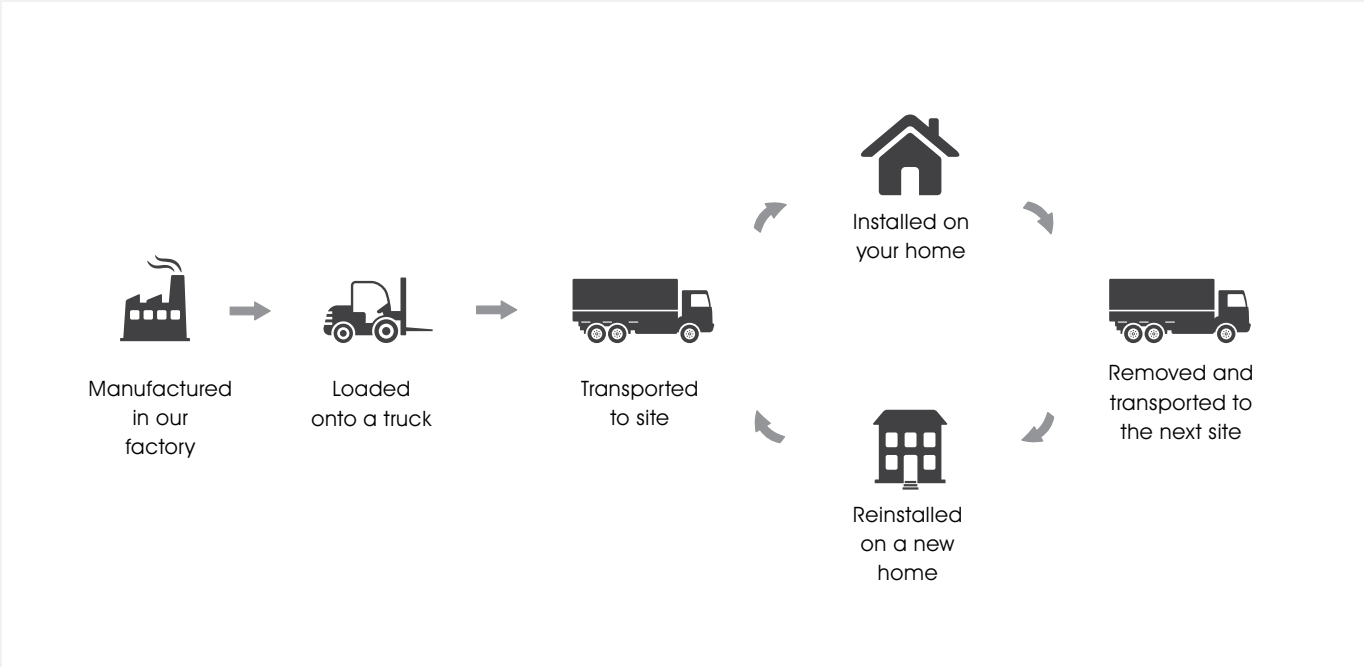 Manufactured
in our
factory
Loaded
onto a truck
Transported
to site
Installed on
your home
Removed and
transported to
the next site
Reinstalled
on a new
home